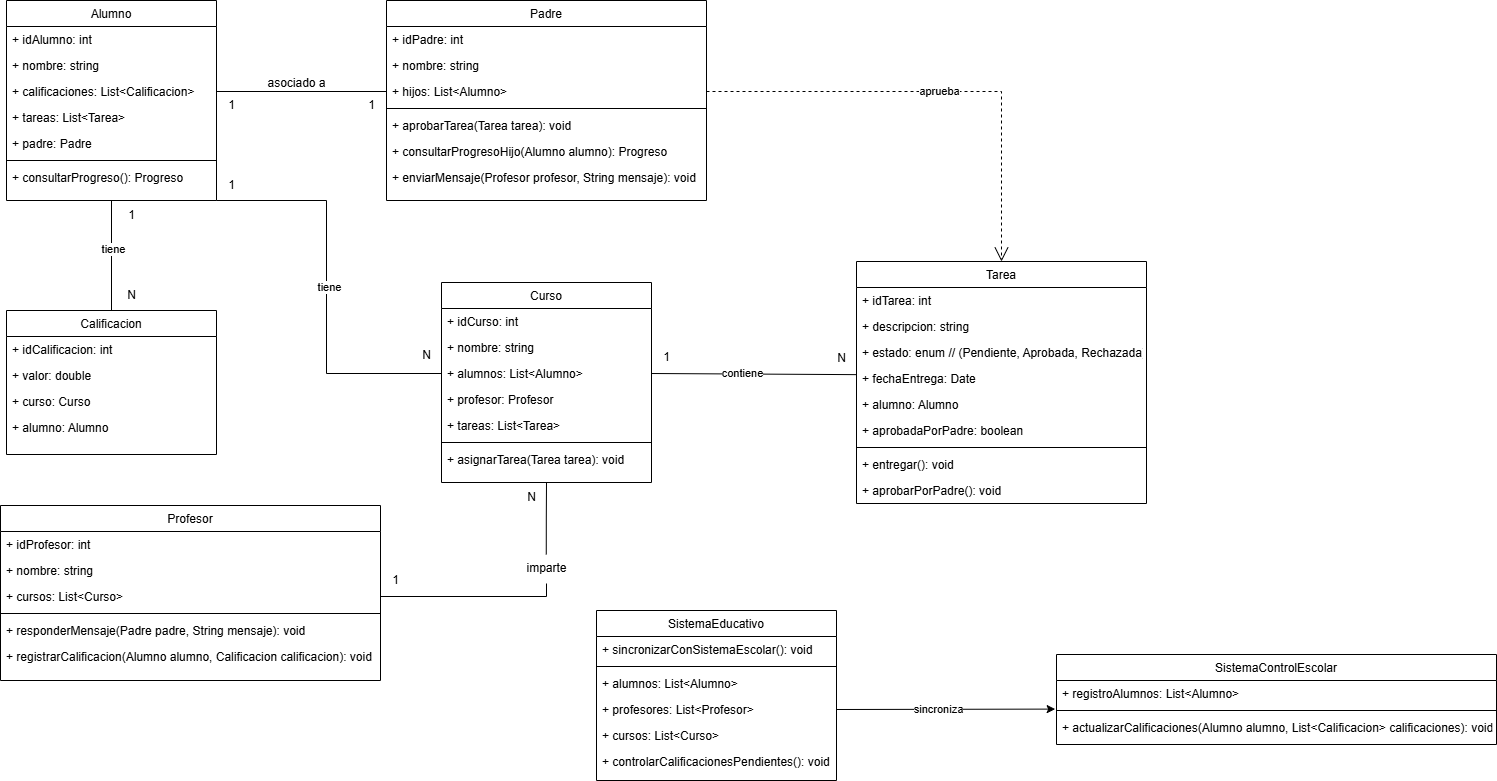 Alumno
+ idAlumno: int
+ nombre: string
+ calificaciones: List<Calificacion>
+ tareas: List<Tarea>
+ padre: Padre
+ consultarProgreso(): Progreso
asociado a
1
1
Padre
+ idPadre: int
+ nombre: string
+ hijos: List<Alumno>
+ aprobarTarea(Tarea tarea): void
+ consultarProgresoHijo(Alumno alumno): Progreso
+ enviarMensaje(Profesor profesor, String mensaje): void
aprueba
1
tiene
N
1
tiene
N
Calificacion
+ idCalificacion: int
+ valor: double
+ curso: Curso
+ alumno: Alumno
Curso
+ idCurso: int
+ nombre: string
+ alumnos: List<Alumno>
+ profesor: Profesor
+ tareas: List<Tarea>
+ asignarTarea(Tarea tarea): void
1
contiene
N
Tarea
+ idTarea: int
+ descripcion: string
+ estado: enum // (Pendiente, Aprobada, Rechazada
+ fechaEntrega: Date
+ alumno: Alumno
+ aprobadaPorPadre: boolean
+ entregar(): void
+ aprobarPorPadre(): void
Profesor
+ idProfesor: int
+ nombre: string
+ cursos: List<Curso>
+ responderMensaje(Padre padre, String mensaje): void
+ registrarCalificacion(Alumno alumno, Calificacion calificacion): void
N
imparte
1
SistemaEducativo
+ sincronizarConSistemaEscolar(): void
+ alumnos: List<Alumno>
+ profesores: List<Profesor>
+ cursos: List<Curso>
+ controlarCalificacionesPendientes(): void
sincroniza
SistemaControlEscolar
+ registroAlumnos: List<Alumno>
+ actualizarCalificaciones(Alumno alumno, List<Calificacion> calificaciones): void